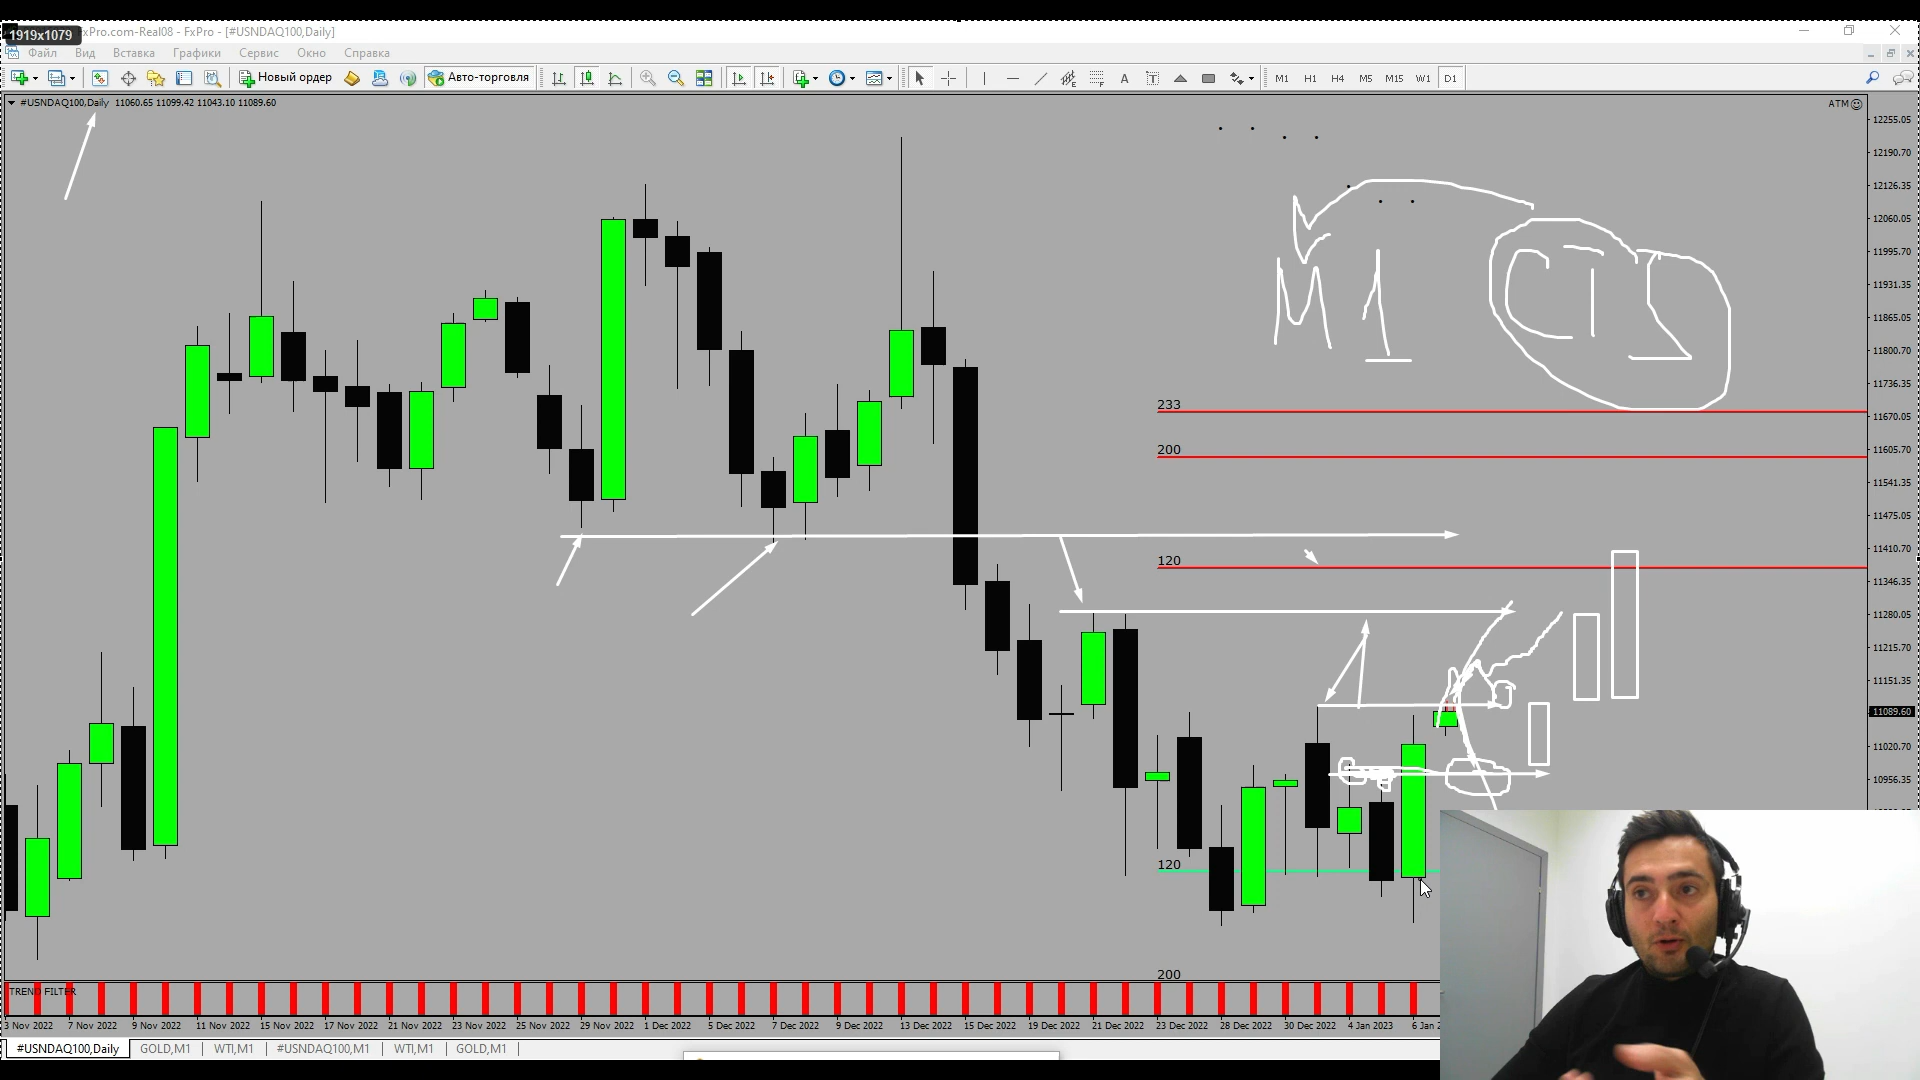 1919x1079
xPro.com-Real08 - FxPro - [#USNDAQ100,Daily]
Файл Вид Вставка Графики Сервис Окно Справка
Новый ордер Авто-торговля A T M1 H1 H4 M5 M15 W1 D1
#USNDAQ100,Daily 11060.65 11099.42 11043.10 11089.60
ATM
12255.05
12190.70
12126.35
12060.05
11995.70
11931.35
11865.05
11800.70
11736.35
11670.05
11605.70
11541.35
11475.05
11410.70
11346.35
11280.05
11215.70
11151.35
11089.60
11020.70
10956.35
M1
233
200
120
120
200
TREND FILTER
3 Nov 2022 7 Nov 2022 9 Nov 2022 11 Nov 2022 15 Nov 2022 17 Nov 2022 21 Nov 2022 23 Nov 2022 25 Nov 2022 29 Nov 2022 1 Dec 2022 5 Dec 2022 7 Dec 2022 9 Dec 2022 13 Dec 2022 15 Dec 2022 19 Dec 2022 21 Dec 2022 23 Dec 2022 28 Dec 2022 30 Dec 2022 4 Jan 2023 6 Jan
#USNDAQ100,Daily GOLD,M1 WTI,M1 #USNDAQ100,M1 WTI,M1 GOLD,M1